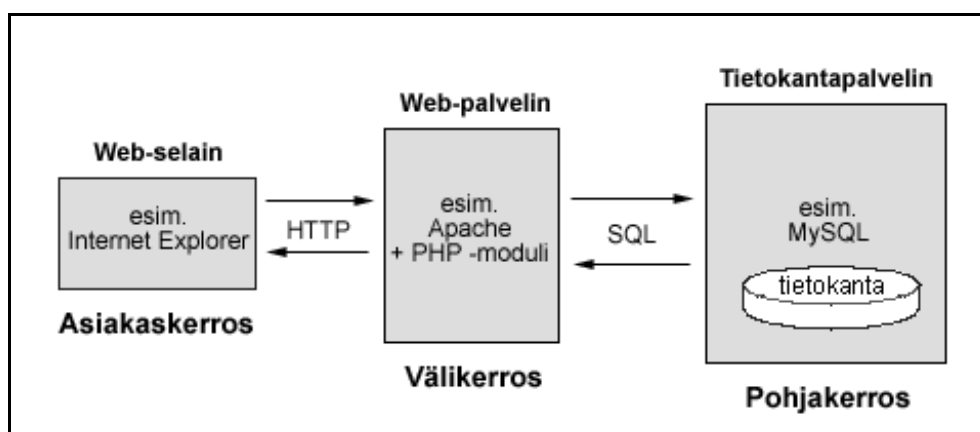 Web-selain
esim.
Internet Explorer
Asiakaskerros
HTTP
Web-palvelin
esim.
Apache
+ PHP -moduli
Välikerros
SQL
Tietokantapalvelin
esim.
MySQL
tietokanta
Pohjakerros